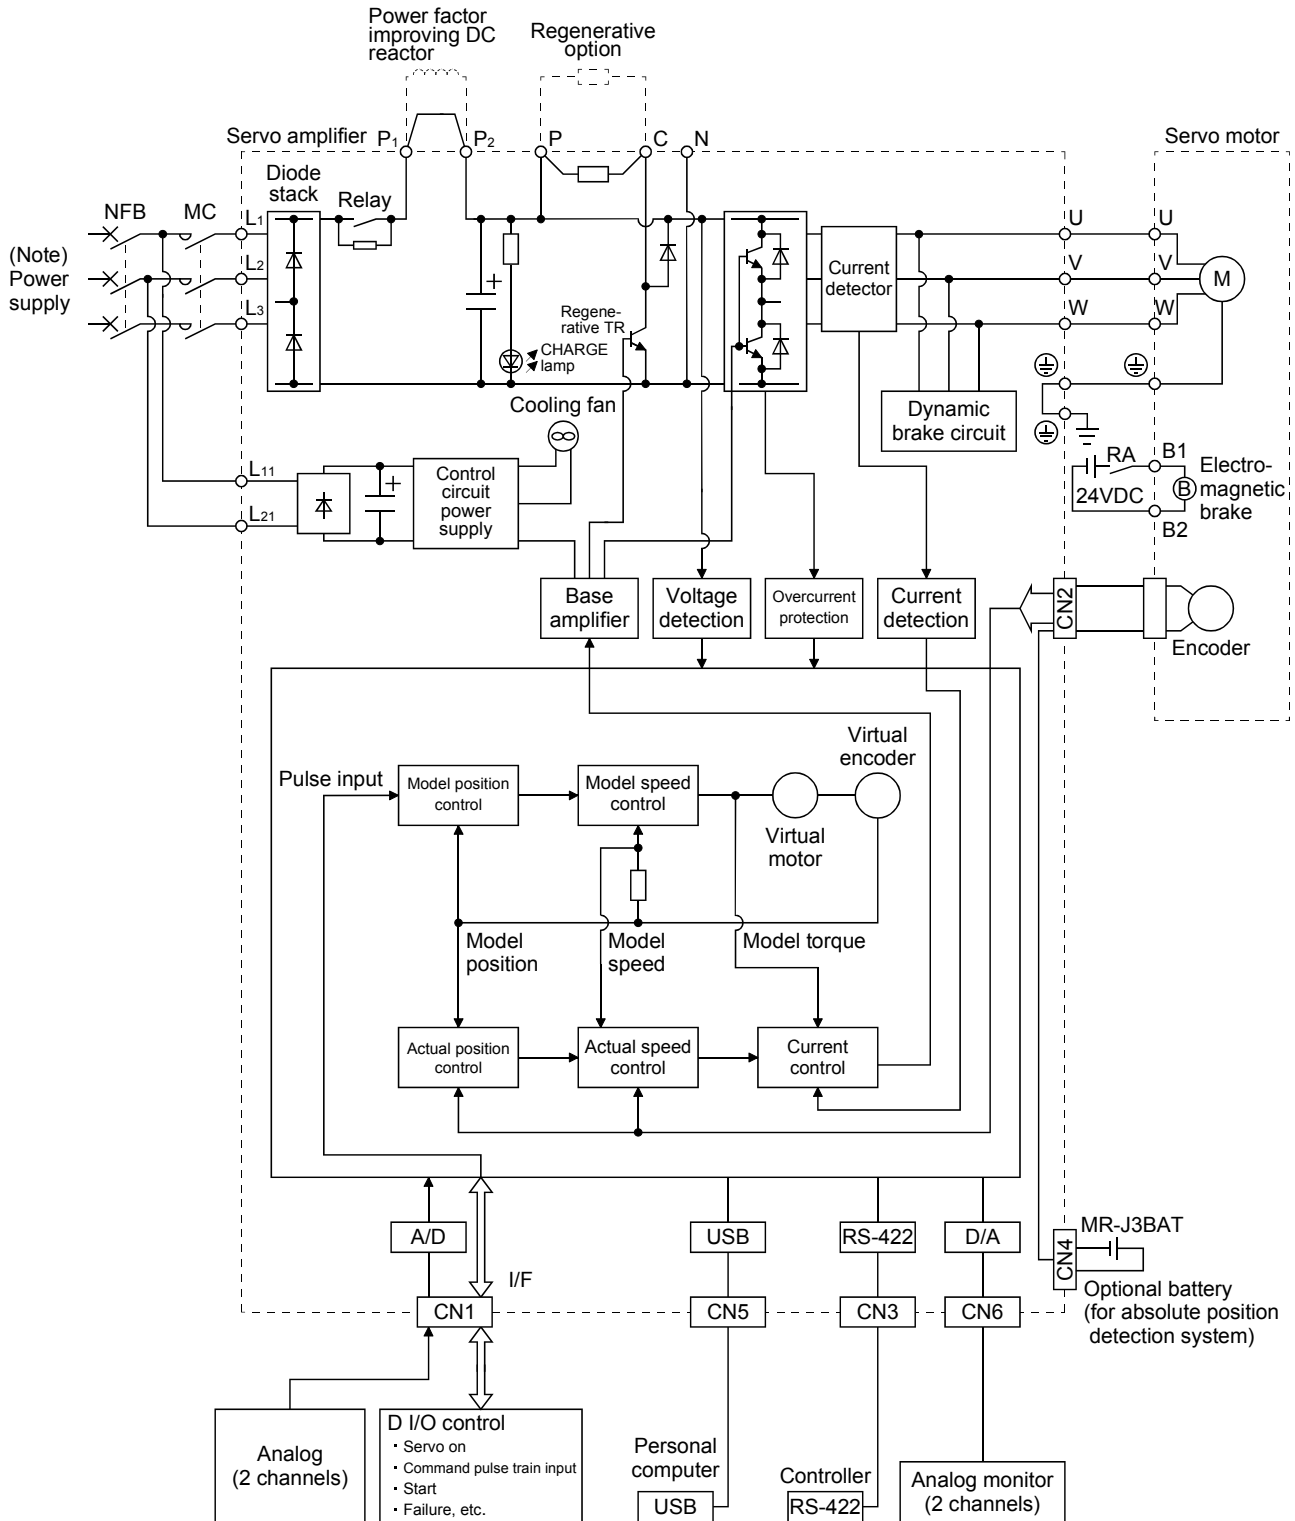 Power factor
improving DC
reactor
Regenerative
option
Servo amplifier
P1
P2
P
C
N
Servo motor
Diode
stack
Relay
NFB
MC
L1
U
U
(Note)
Power
supply
L2
Current
detector
V
V
M
L3
W
W
Regene-
rative TR
CHARGE
lamp
Cooling fan
Dynamic
brake circuit
RA
B1
L11
Control
circuit
power
supply
24VDC
B
Electro-
magnetic
brake
L21
B2
Base
amplifier
Voltage
detection
Overcurrent
protection
Current
detection
CN2
Encoder
Virtual
encoder
Pulse input
Model position
control
Model speed
control
Virtual
motor
Model
position
Model
speed
Model torque
Actual position
control
Actual speed
control
Current
control
A/D
USB
RS-422
D/A
MR-J3BAT
CN4
I/F
Optional battery
(for absolute position
detection system)
CN1
CN5
CN3
CN6
Analog
(2 channels)
D I/O control
・Servo on
・Command pulse train input
・Start
・Failure, etc.
Personal
computer
USB
Controller
RS-422
Analog monitor
(2 channels)